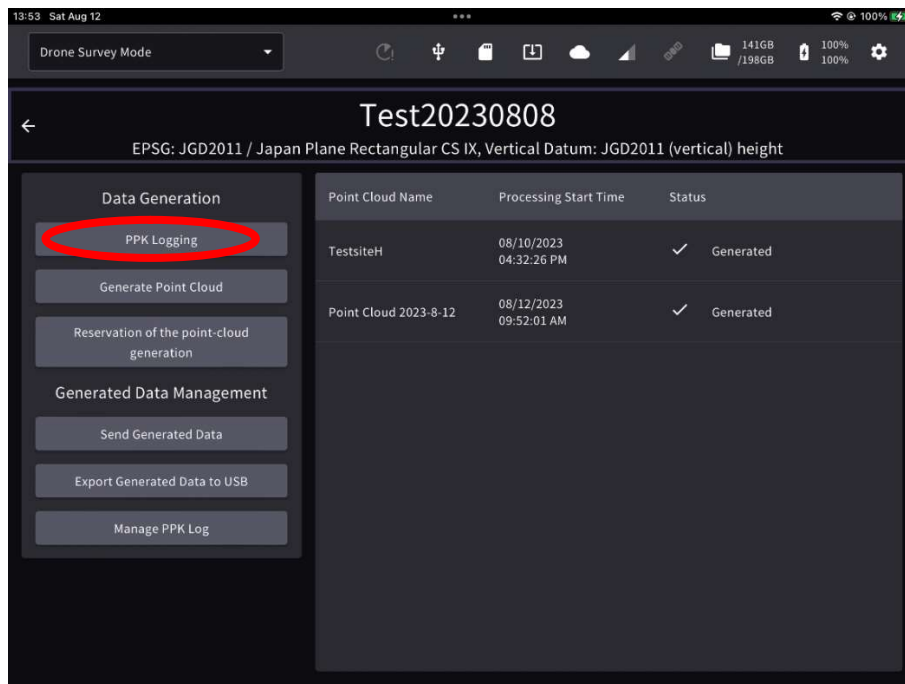 13:53 Sat Aug 12
100%
Drone Survey Mode
141GB
/198GB
100%
100%
Test20230808
EPSG: JGD2011 / Japan Plane Rectangular CS IX, Vertical Datum: JGD2011 (vertical) height
Data Generation
PPK Logging
Generate Point Cloud
Reservation of the point-cloud
generation
Generated Data Management
Send Generated Data
Export Generated Data to USB
Manage PPK Log
Point Cloud Name Processing Start Time Status
TestsiteH 08/10/2023
04:32:26 PM Generated
Point Cloud 2023-8-12 08/12/2023
09:52:01 AM Generated